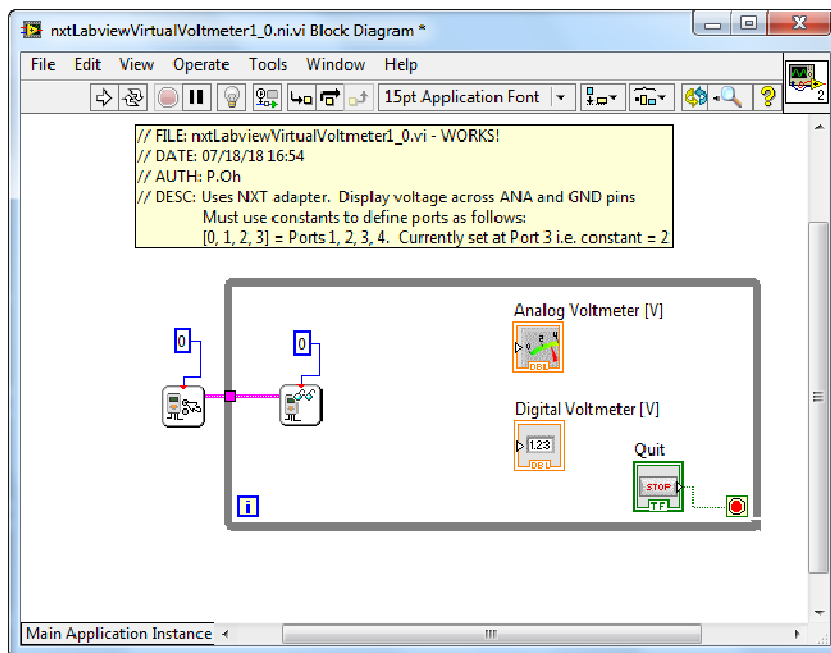 nxtLabviewVirtualVoltmeter1_0.ni.vi Block Diagram *
File Edit View Operate Tools Window Help
15pt Application Font
2
// FILE: nxtLabviewVirtualVoltmeter1_0.vi - WORKS!
// DATE: 07/18/18 16:54
// AUTH: P.Oh
// DESC: Uses NXT adapter. Display voltage across ANA and GND pins
Must use constants to define ports as follows:
[0, 1, 2, 3] = Ports 1, 2, 3, 4. Currently set at Port 3 i.e. constant = 2
Analog Voltmeter [V]
0 2 4
DBL
0
0
Digital Voltmeter [V]
1.23
DBL
Quit
STOP
TF
i
Main Application Instance